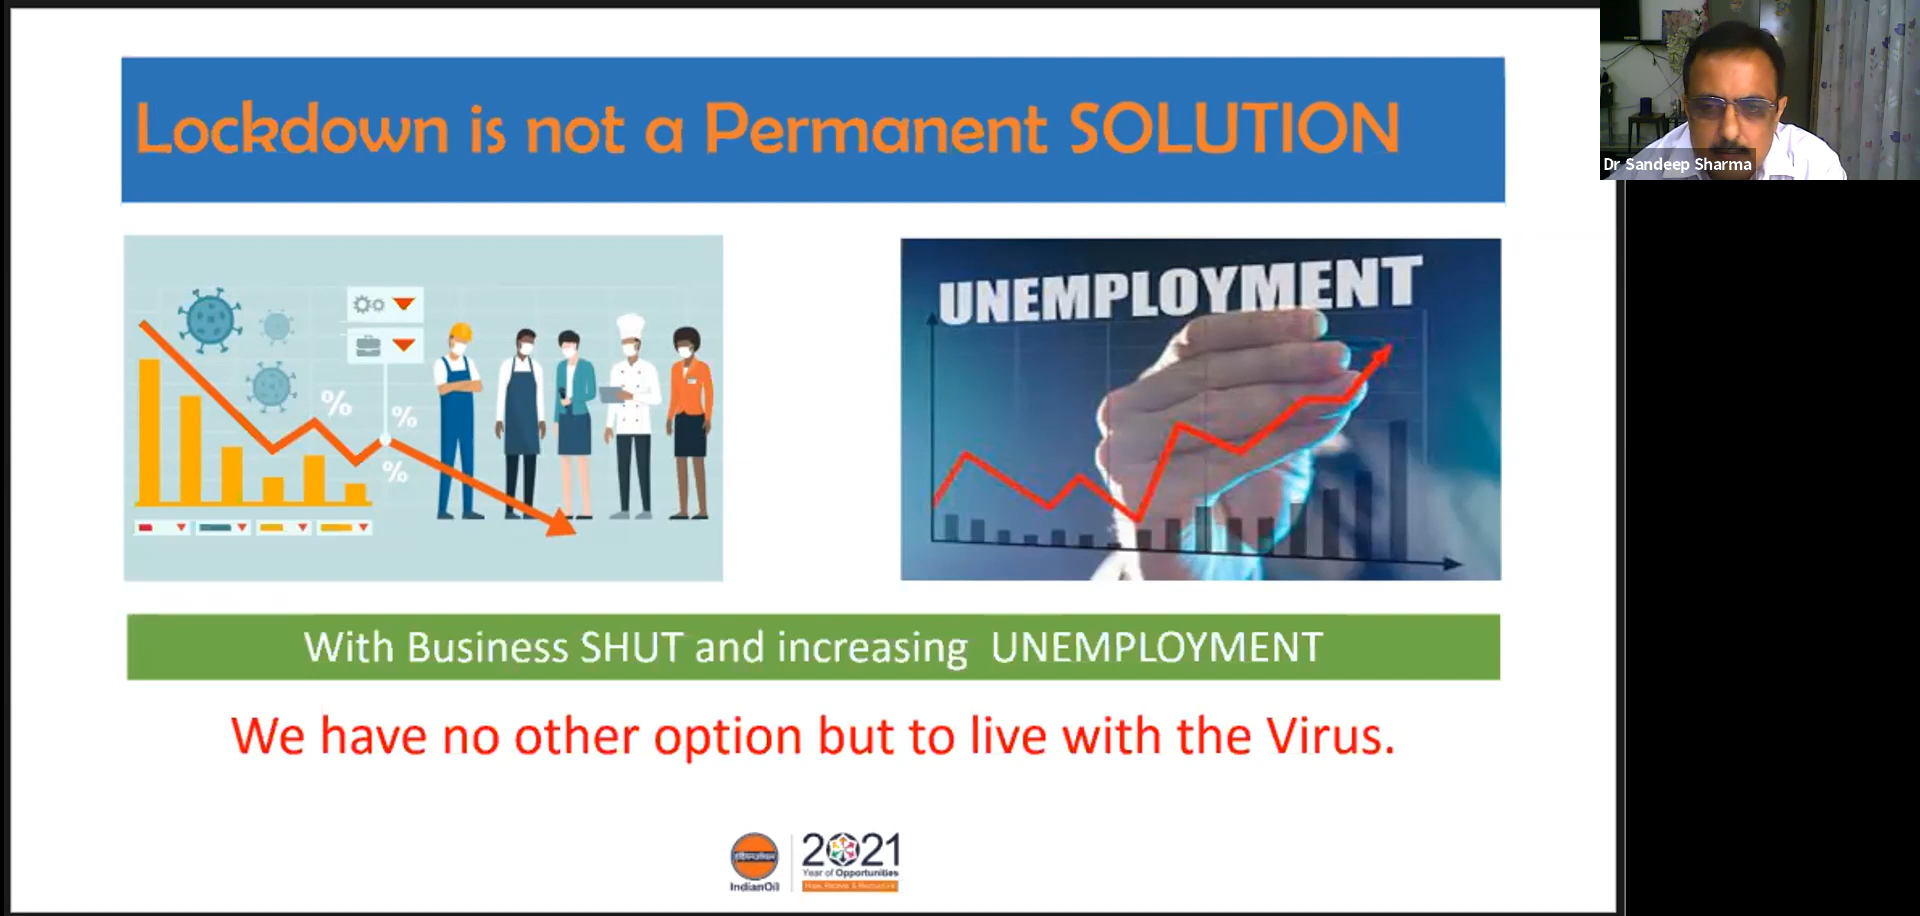 Lockdown is not a Permanent SOLUTION
Dr Sandeep Sharma
%
%
%
UNEMPLOYMENT
With Business SHUT and increasing UNEMPLOYMENT
We have no other option but to live with the Virus.
इंडियनऑयल
IndianOil
2021
Year of Opportunities